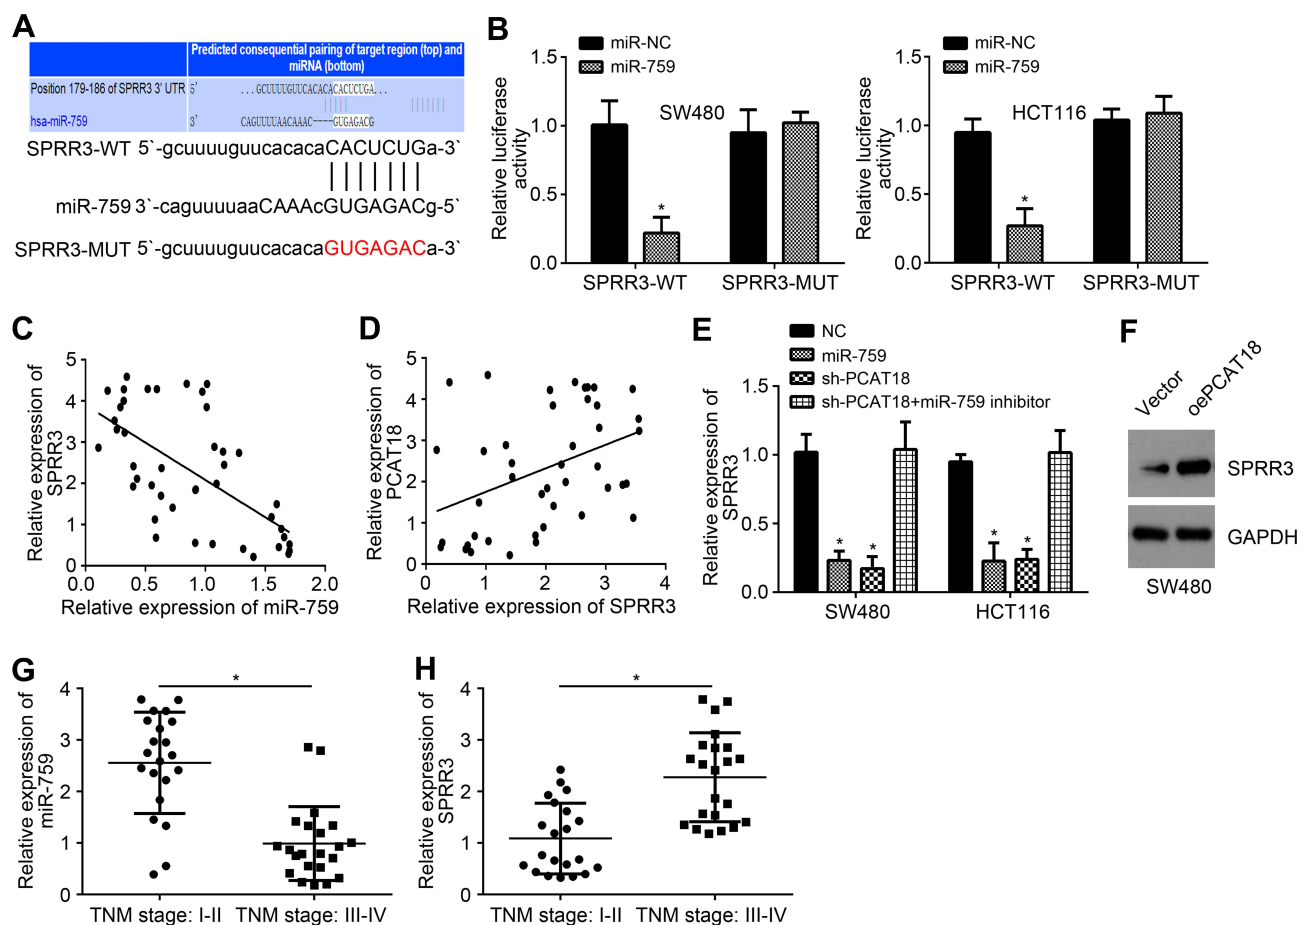 A
Predicted consequential pairing of target region (top) and
miRNA (bottom)
Position 179-186 of SPRR3 3' UTR 5' ...GCUUUUGUUCACACACACUCUGA...
hsa-miR-759 3' CAGUUUUAACAAAC----GUGAGACG
SPRR3-WT 5`-gcuuuuguucacacaCACUCUGa-3`
miR-759 3`-caguuuuaaCAAAcGUGAGACg-5`
SPRR3-MUT 5`-gcuuuuguucacacaGUGAGACa-3`
B
miR-NC
miR-759
SW480
Relative luciferase
activity
1.5
1.0
0.5
0.0
*
SPRR3-WT SPRR3-MUT
miR-NC
miR-759
HCT116
Relative luciferase
activity
1.5
1.0
0.5
0.0
*
SPRR3-WT SPRR3-MUT
C
Relative expression of
SPRR3
5
4
3
2
1
0
0.0 0.5 1.0 1.5 2.0
Relative expression of miR-759
D
Relative expression of
PCAT18
5
4
3
2
1
0
0 1 2 3 4
Relative expression of SPRR3
E
NC
miR-759
sh-PCAT18
sh-PCAT18+miR-759 inhibitor
Relative expression of
SPRR3
1.5
1.0
0.5
0.0
* * * *
SW480 HCT116
F
Vector oePCAT18
SPRR3
GAPDH
SW480
G
Relative expression of
miR-759
4
3
2
1
0
*
TNM stage: I-II TNM stage: III-IV
H
Relative expression of
SPRR3
4
3
2
1
0
*
TNM stage: I-II TNM stage: III-IV